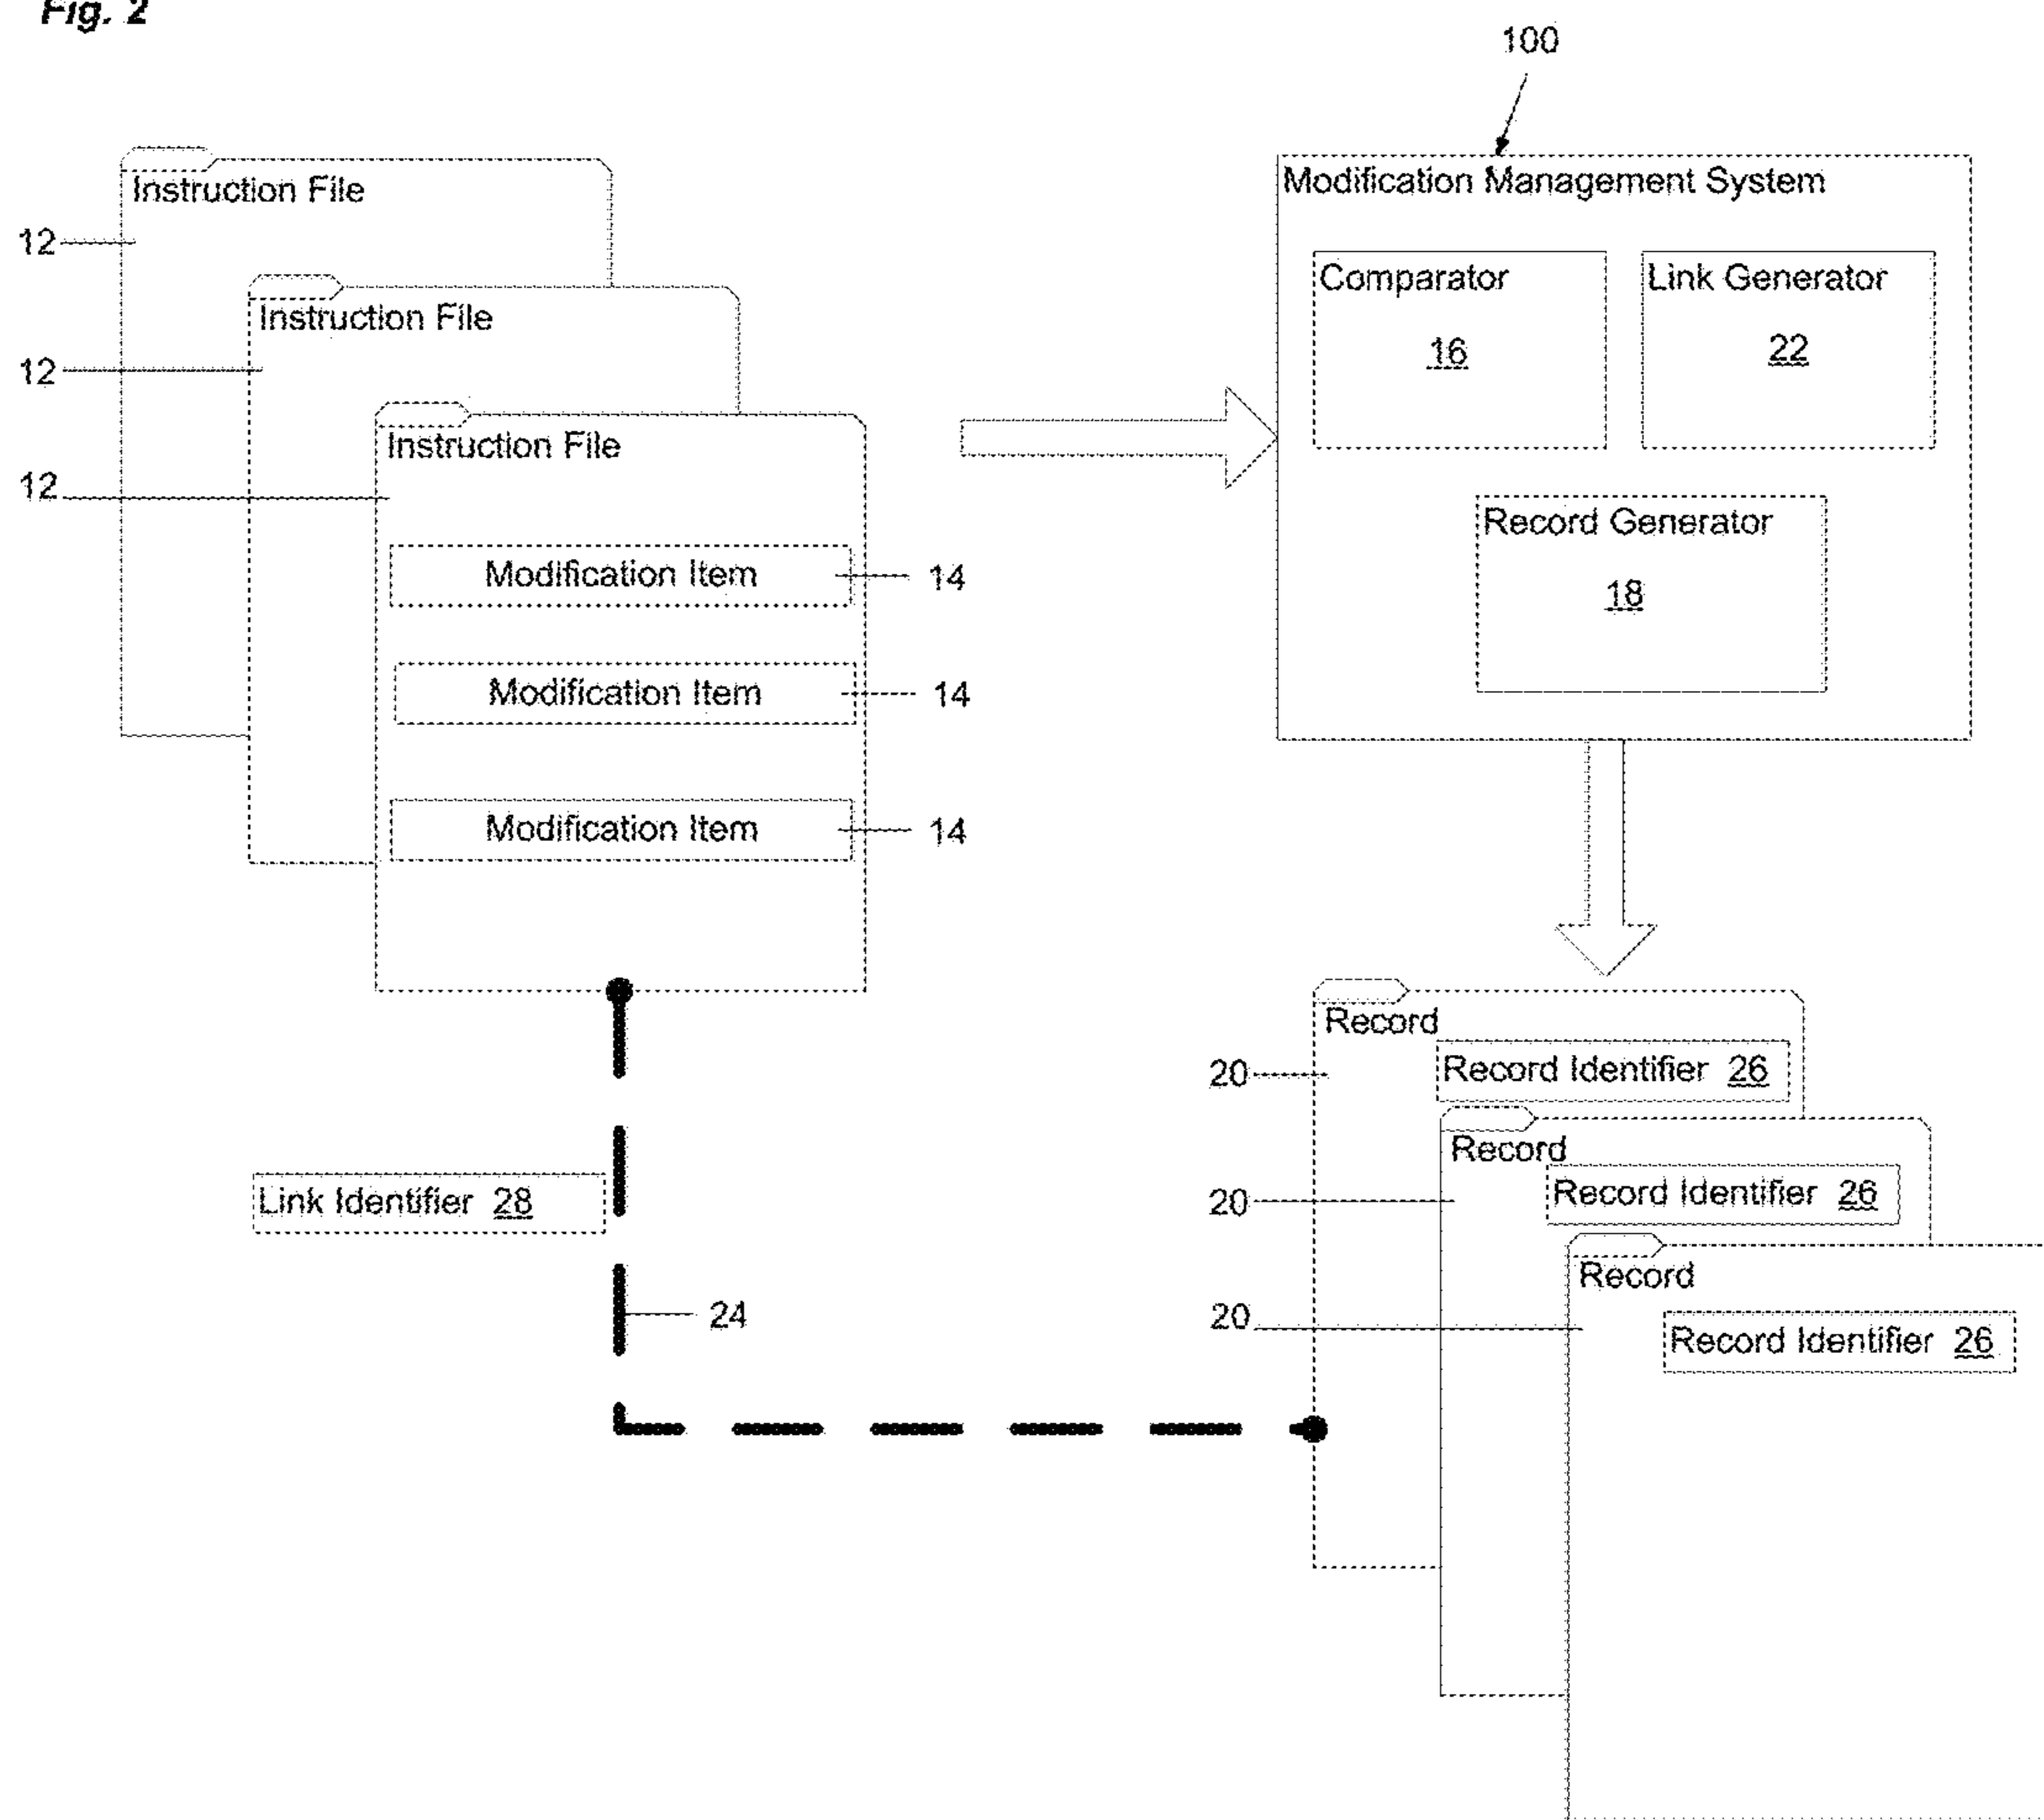 Fig. 2
100
Instruction File
12
Instruction File
12
Instruction File
12
Modification Item 14
Modification Item 14
Modification Item 14
Modification Management System
Comparator
16
Link Generator
22
Record Generator
18
Link Identifier 28
24
Record
20
Record Identifier 26
Record
20
Record Identifier 26
Record
20
Record Identifier 26